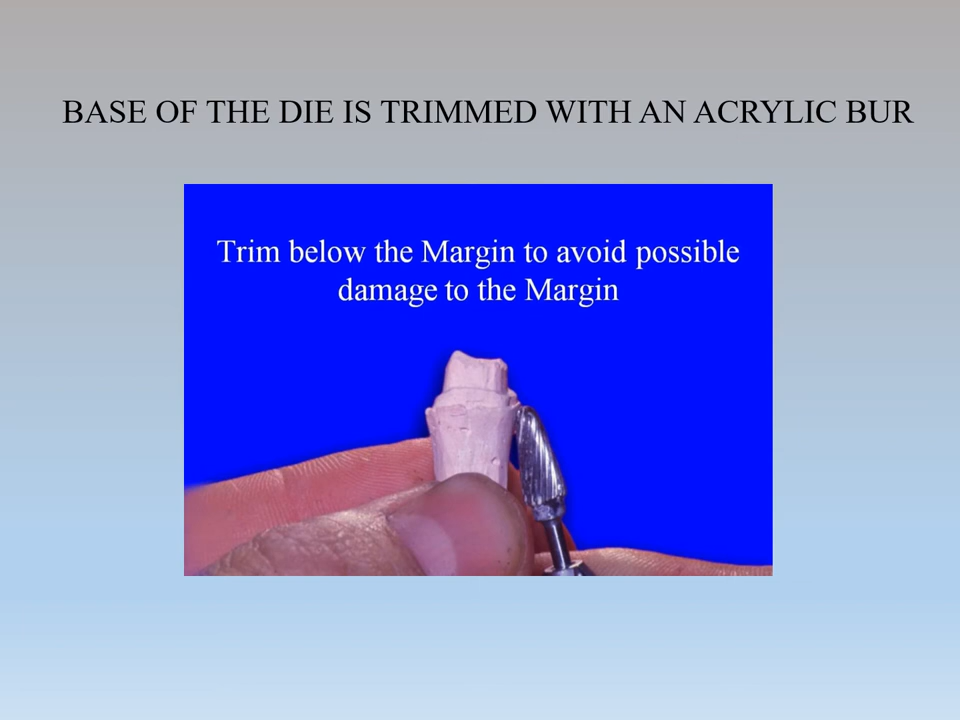 BASE OF THE DIE IS TRIMMED WITH AN ACRYLIC BUR
Trim below the Margin to avoid possible
damage to the Margin